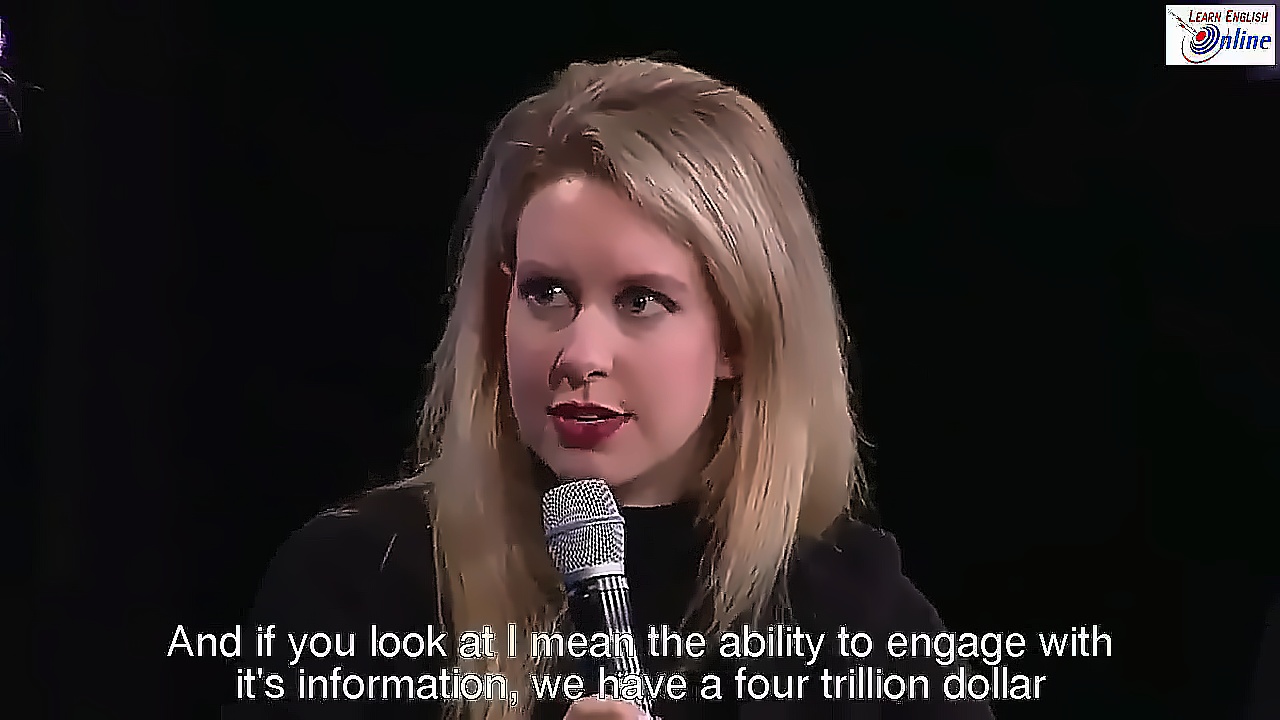 LEARN ENGLISH
Online
And if you look at I mean the ability to engage with
it's information, we have a four trillion dollar